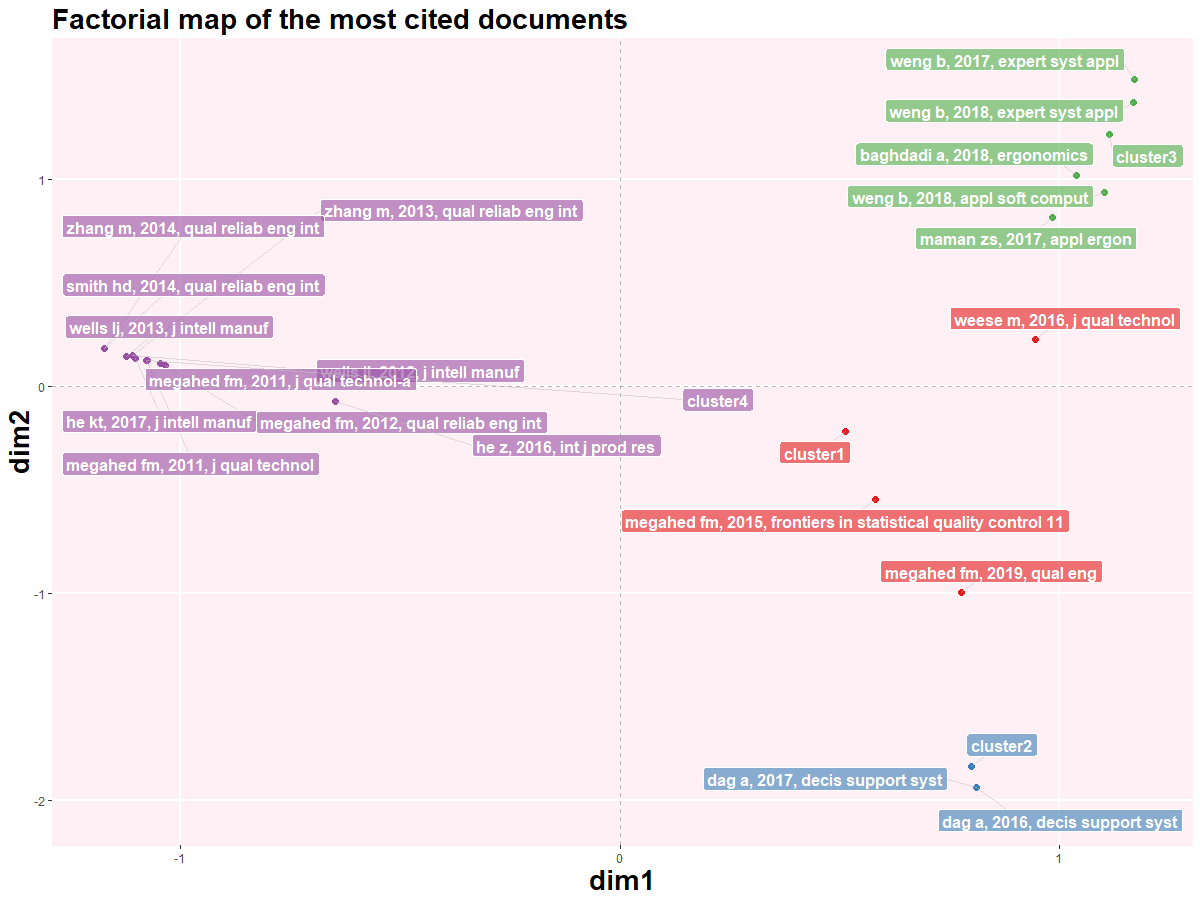 Factorial map of the most cited documents
weng b, 2017, expert syst appl
weng b, 2018, expert syst appl
baghdadi a, 2018, ergonomics
cluster3
weng b, 2018, appl soft comput
maman zs, 2017, appl ergon
zhang m, 2013, qual reliab eng int
zhang m, 2014, qual reliab eng int
smith hd, 2014, qual reliab eng int
wells lj, 2013, j intell manuf
weese m, 2016, j qual technol
j intell manuf
megahed fm, 2011, j qual technol-a
cluster4
he kt, 2017, j intell manuf
megahed fm, 2012, qual reliab eng int
he z, 2016, int j prod res
megahed fm, 2011, j qual technol
cluster1
megahed fm, 2015, frontiers in statistical quality control 11
megahed fm, 2019, qual eng
cluster2
dag a, 2017, decis support syst
dag a, 2016, decis support syst
1
0
-1
-2
dim2
-1
0
1
dim1